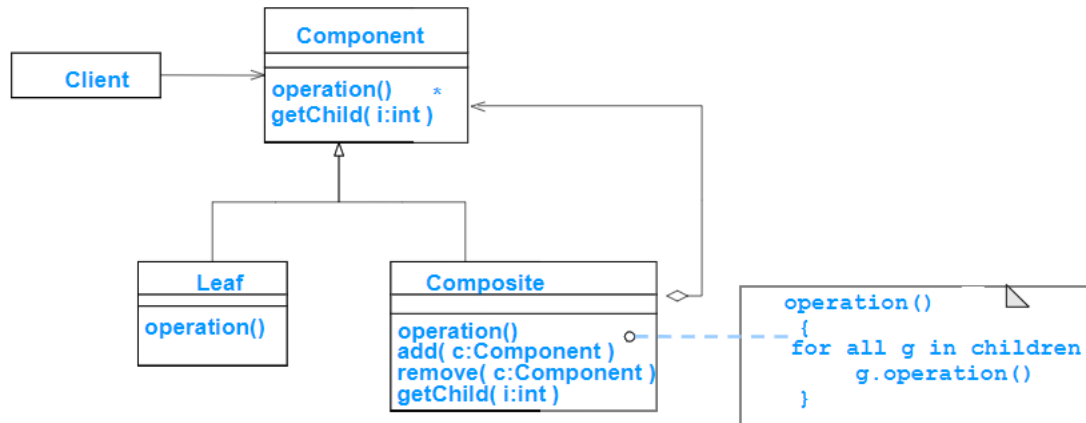 Component
Client
operation() *
getChild( i:int )
Leaf
operation()
Composite
operation()
add( c:Component )
remove( c:Component )
getChild( i:int )
operation()
{
for all g in children
g.operation()
}